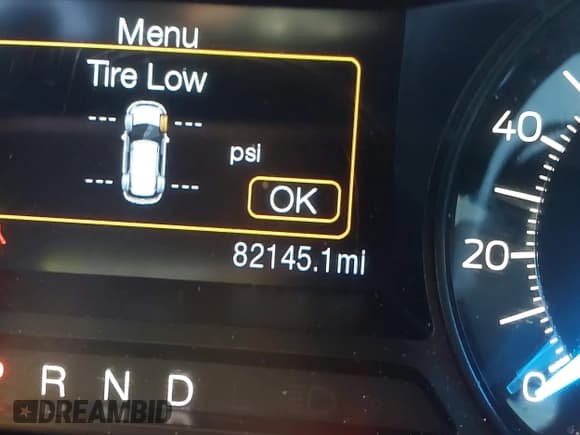 Menu
Tire Low
--- ---
psi
--- ---
OK
82145.1mi
R N D
40
20
0
DREAMBID